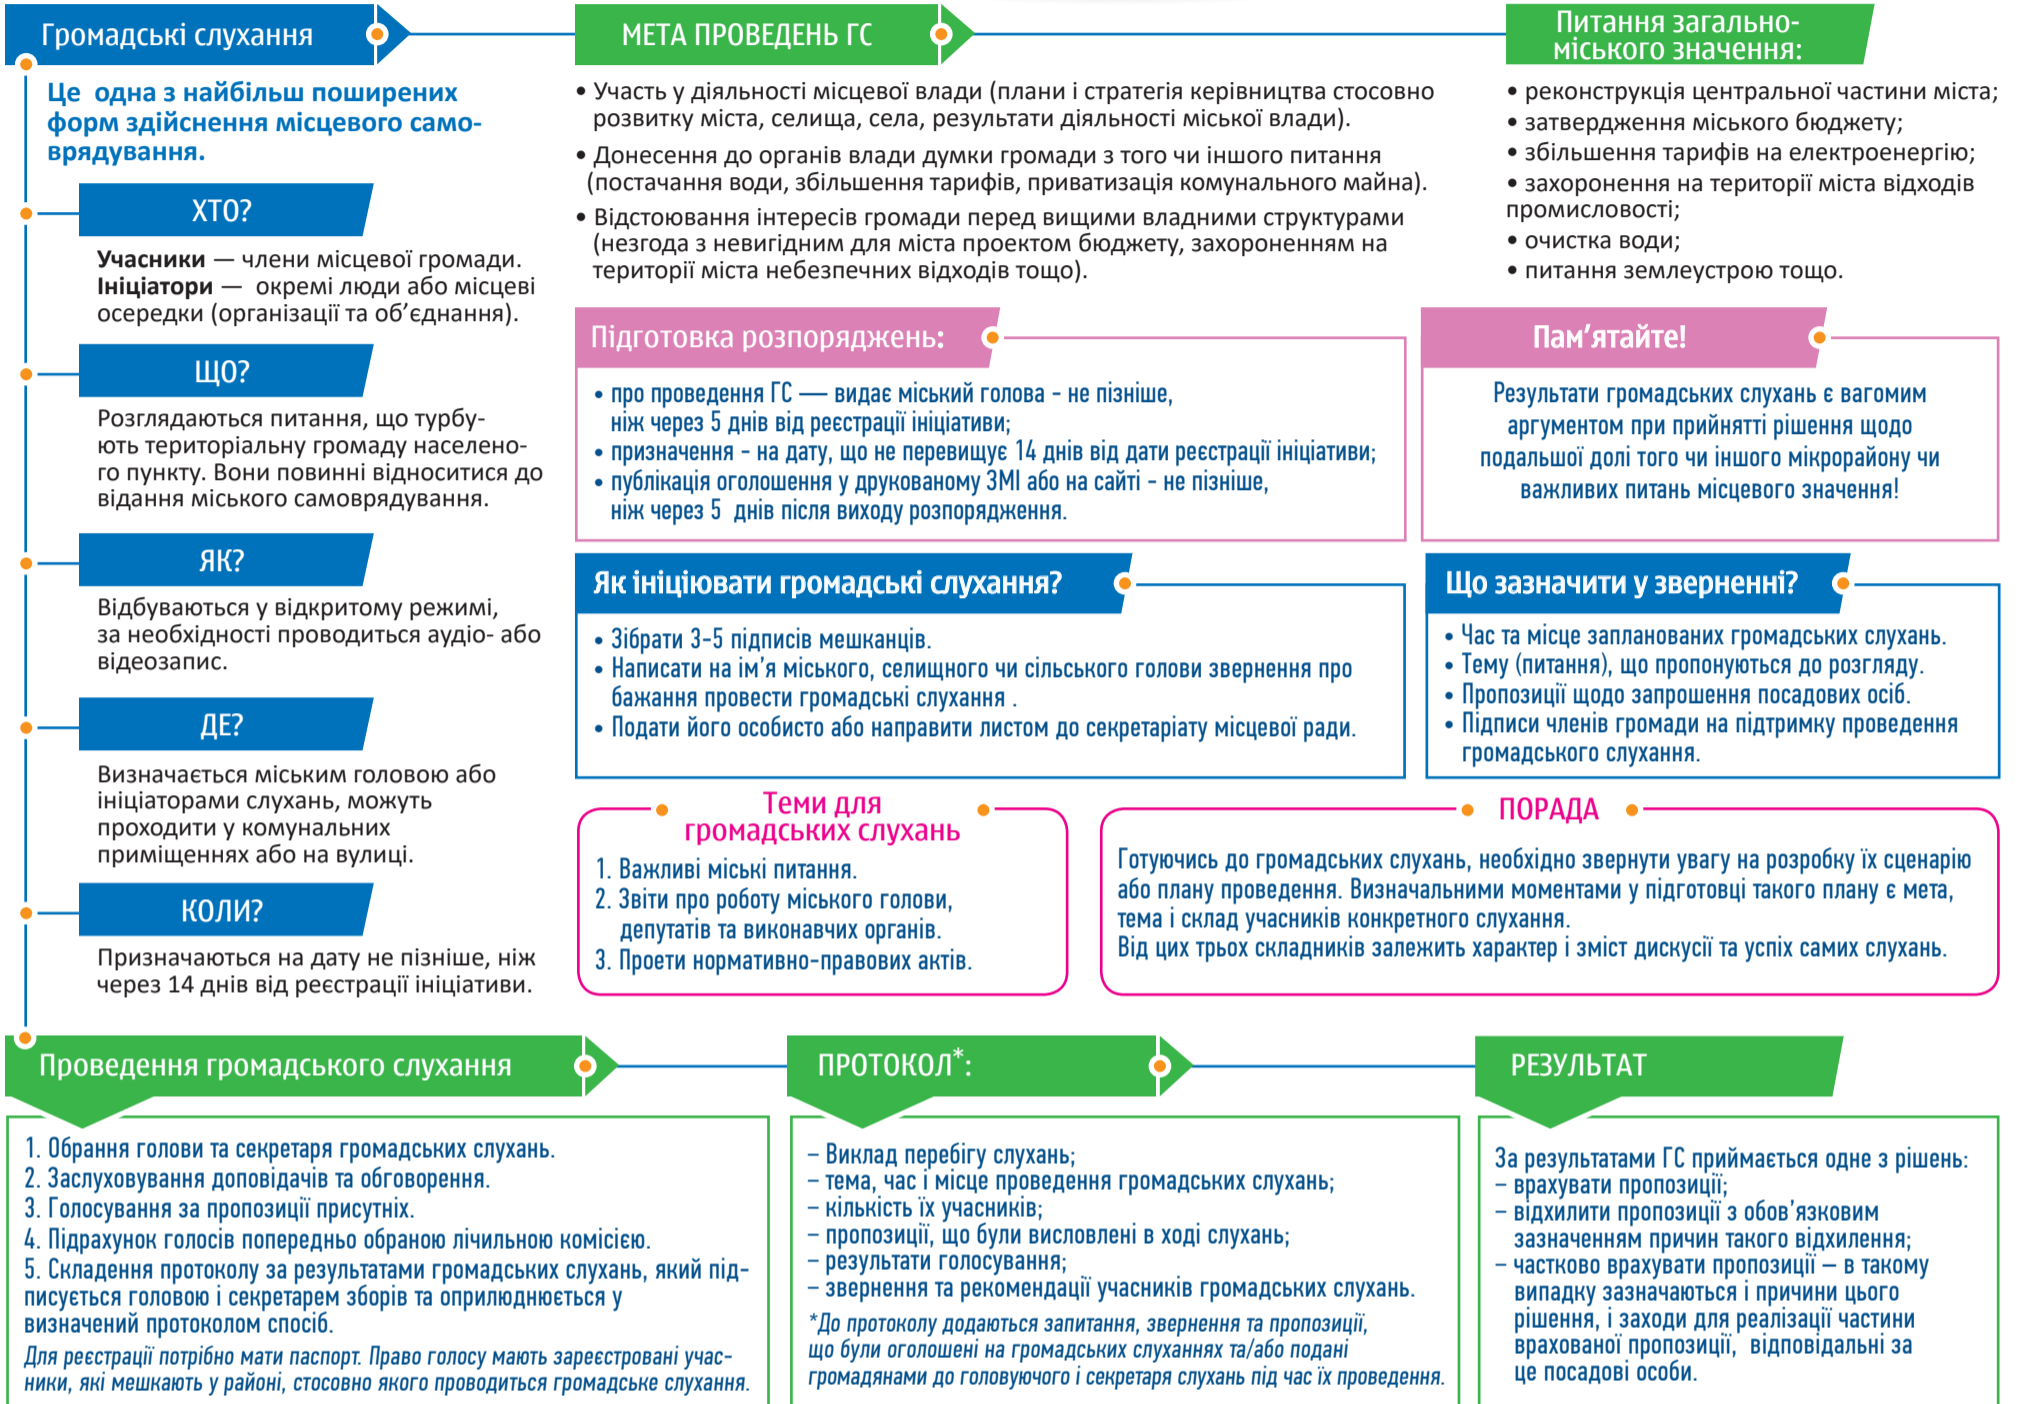 Громадські слухання
Це одна з найбільш поширених
форм здійснення місцевого само-
врядування.
ХТО?
Учасники — члени місцевої громади.
Ініціатори — окремі люди або місцеві
осередки (організації та об’єднання).
ЩО?
Розглядаються питання, що турбу-
ють територіальну громаду населено-
го пункту. Вони повинні відноситися до
відання міського самоврядування.
ЯК?
Відбуваються у відкритому режимі,
за необхідності проводиться аудіо- або
відеозапис.
ДЕ?
Визначається міським головою або
ініціаторами слухань, можуть
проходити у комунальних
приміщеннях або на вулиці.
КОЛИ?
Призначаються на дату не пізніше, ніж
через 14 днів від реєстрації ініціативи.
МЕТА ПРОВЕДЕНЬ ГС
• Участь у діяльності місцевої влади (плани і стратегія керівництва стосовно
розвитку міста, селища, села, результати діяльності міської влади).
• Донесення до органів влади думки громади з того чи іншого питання
(постачання води, збільшення тарифів, приватизація комунального майна).
• Відстоювання інтересів громади перед вищими владними структурами
(незгода з невигідним для міста проектом бюджету, захороненням на
території міста небезпечних відходів тощо).
Питання загально-
міського значення:
• реконструкція центральної частини міста;
• затвердження міського бюджету;
• збільшення тарифів на електроенергію;
• захоронення на території міста відходів
промисловості;
• очистка води;
• питання землеустрою тощо.
Підготовка розпоряджень:
• про проведення ГС — видає міський голова - не пізніше,
ніж через 5 днів від реєстрації ініціативи;
• призначення - на дату, що не перевищує 14 днів від дати реєстрації ініціативи;
• публікація оголошення у друкованому ЗМІ або на сайті - не пізніше,
ніж через 5 днів після виходу розпорядження.
Пам’ятайте!
Результати громадських слухань є вагомим
аргументом при прийнятті рішення щодо
подальшої долі того чи іншого мікрорайону чи
важливих питань місцевого значення!
Як ініціювати громадські слухання?
• Зібрати 3-5 підписів мешканців.
• Написати на ім’я міського, селищного чи сільського голови звернення про
бажання провести громадські слухання .
• Подати його особисто або направити листом до секретаріату місцевої ради.
Що зазначити у зверненні?
• Час та місце запланованих громадських слухань.
• Тему (питання), що пропонуються до розгляду.
• Пропозиції щодо запрошення посадових осіб.
• Підписи членів громади на підтримку проведення
громадського слухання.
Теми для
громадських слухань
1. Важливі міські питання.
2. Звіти про роботу міського голови,
депутатів та виконавчих органів.
3. Проети нормативно-правових актів.
ПОРАДА
Готуючись до громадських слухань, необхідно звернути увагу на розробку їх сценарію
або плану проведення. Визначальними моментами у підготовці такого плану є мета,
тема і склад учасників конкретного слухання.
Від цих трьох складників залежить характер і зміст дискусії та успіх самих слухань.
Проведення громадського слухання
1. Обрання голови та секретаря громадських слухань.
2. Заслуховування доповідачів та обговорення.
3. Голосування за пропозиції присутніх.
4. Підрахунок голосів попередньо обраною лічильною комісією.
5. Складення протоколу за результатами громадських слухань, який під-
писується головою і секретарем зборів та оприлюднюється у
визначений протоколом спосіб.
Для реєстрації потрібно мати паспорт. Право голосу мають зареєстровані учас-
ники, які мешкають у районі, стосовно якого проводиться громадське слухання.
ПРОТОКОЛ*:
– Виклад перебігу слухань;
– тема, час і місце проведення громадських слухань;
– кількість їх учасників;
– пропозиції, що були висловлені в ході слухань;
– результати голосування;
– звернення та рекомендації учасників громадських слухань.
*До протоколу додаються запитання, звернення та пропозиції,
що були оголошені на громадських слуханнях та/або подані
громадянами до головуючого і секретаря слухань під час їх проведення.
РЕЗУЛЬТАТ
За результатами ГС приймається одне з рішень:
– врахувати пропозиції;
– відхилити пропозиції з обов’язковим
зазначенням причин такого відхилення;
– частково врахувати пропозиції – в такому
випадку зазначаються і причини цього
рішення, і заходи для реалізації частини
врахованої пропозиції, відповідальні за
це посадові особи.